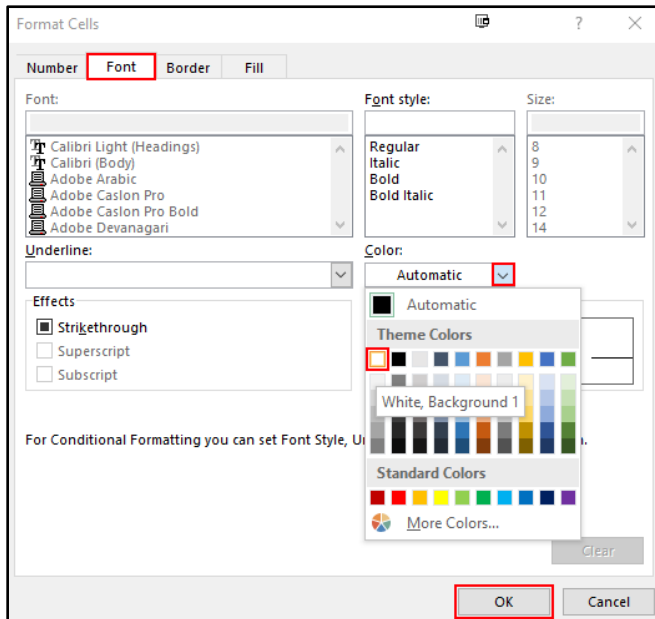 Format Cells
?
Number Font Border Fill
Font: Font style: Size:
Calibri Light (Headings) Regular 8
Calibri (Body) Italic 9
Adobe Arabic Bold 10
Adobe Caslon Pro Bold Italic 11
Adobe Caslon Pro Bold 12
Adobe Devanagari 14
Underline: Color:
Automatic
Effects Automatic
Strikethrough Theme Colors
Superscript
Subscript
White, Background 1
For Conditional Formatting you can set Font Style, U
Standard Colors
More Colors...
Clear
OK Cancel